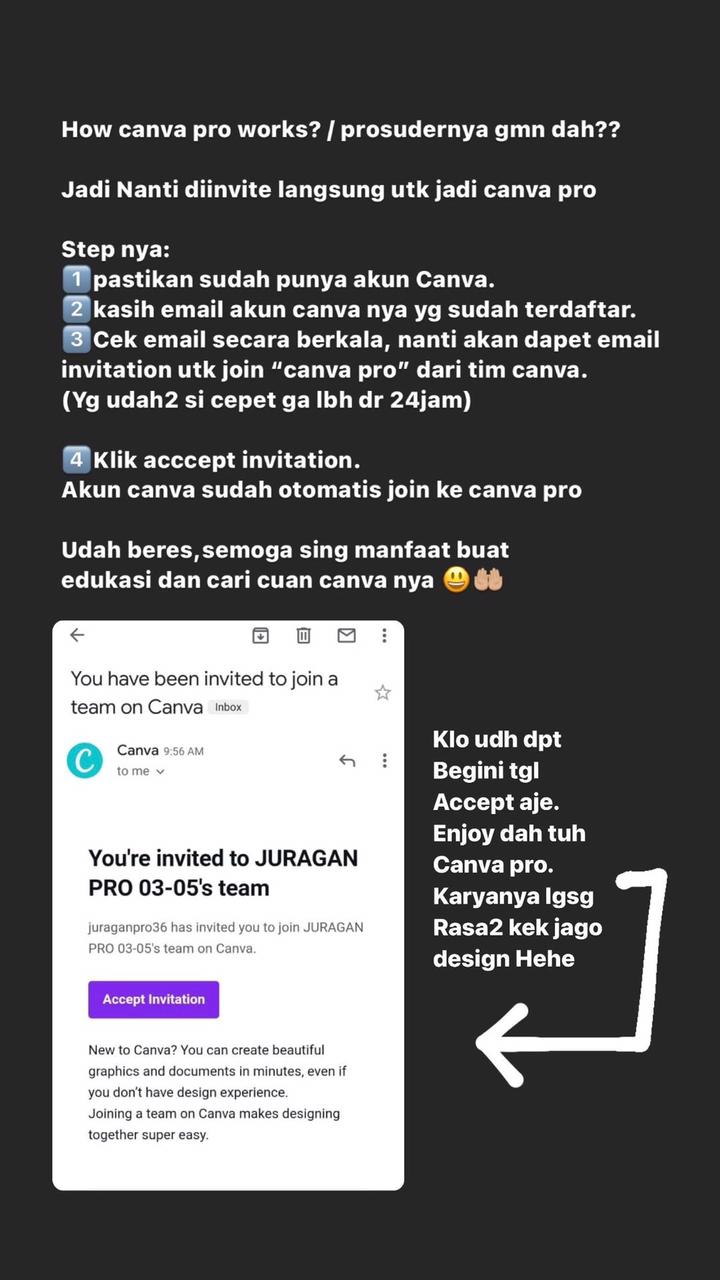 How canva pro works? / prosudernya gmn dah??
Jadi Nanti diinvite langsung utk jadi canva pro
Step nya:
1️⃣pastikan sudah punya akun Canva.
2️⃣kasih email akun canva nya yg sudah terdaftar.
3️⃣Cek email secara berkala, nanti akan dapet email
invitation utk join “canva pro” dari tim canva.
(Yg udah2 si cepet ga lbh dr 24jam)
4️⃣Klik acccept invitation.
Akun canva sudah otomatis join ke canva pro
Udah beres,semoga sing manfaat buat
edukasi dan cari cuan canva nya 😃🤲🏼
You have been invited to join a
team on Canva Inbox
C
Canva 9:56 AM
to me
You're invited to JURAGAN
PRO 03-05's team
juraganpro36 has invited you to join JURAGAN
PRO 03-05's team on Canva.
Accept Invitation
New to Canva? You can create beautiful
graphics and documents in minutes, even if
you don’t have design experience.
Joining a team on Canva makes designing
together super easy.
Klo udh dpt
Begini tgl
Accept aje.
Enjoy dah tuh
Canva pro.
Karyanya lgsg
Rasa2 kek jago
design Hehe